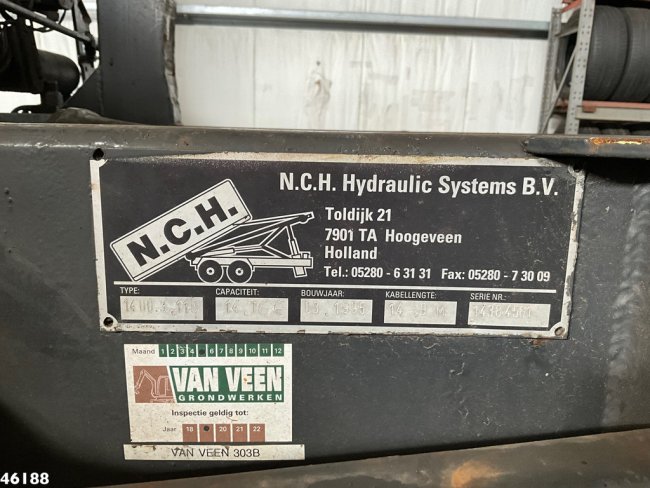 N.C.H.
N.C.H. Hydraulic Systems B.V.
Toldijk 21
7901 TA Hoogeveen
Holland
Tel.: 05280 - 6 31 31 Fax: 05280 - 7 30 09
TYPE: CAPACITEIT: BOUWJAAR: KABELLENGTE: SERIE NR.:
Maand 1 2 3 4 6 7 8 9 10 11 12
VAN VEEN
GRONDWERKEN
Inspectie geldig tot:
Jaar 18 20 21 22
VAN VEEN 303B
46188